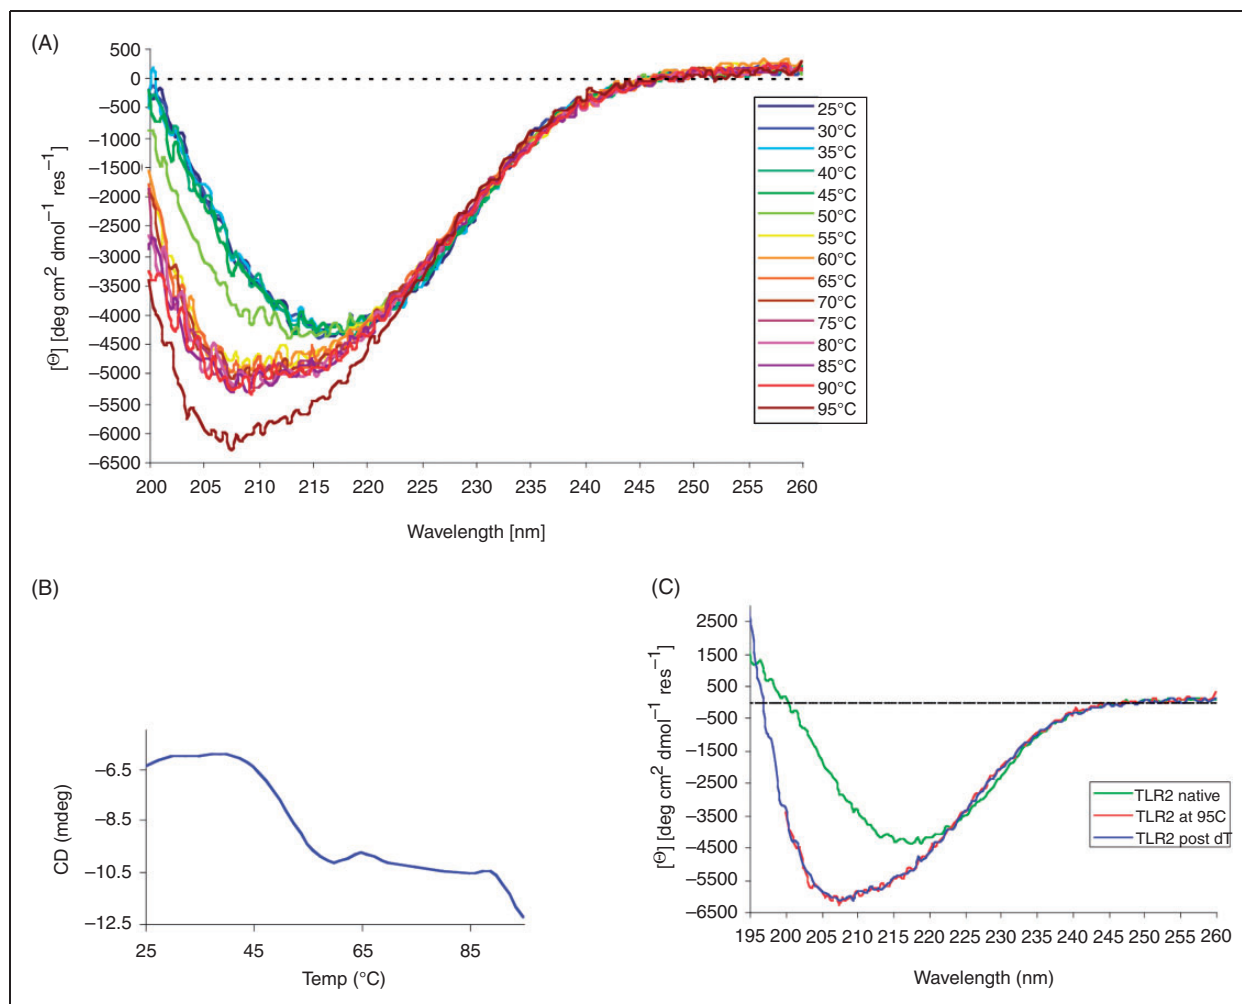 (A)
500
0
–500
–1000
–1500
–2000
–2500
–3000
–3500
–4000
–4500
–5000
–5500
–6000
–6500
[Θ] [deg cm² dmol⁻¹ res⁻¹]
200 205 210 215 220 225 230 235 240 245 250 255 260
Wavelength [nm]
25°C
30°C
35°C
40°C
45°C
50°C
55°C
60°C
65°C
70°C
75°C
80°C
85°C
90°C
95°C
(B)
–6.5
–8.5
–10.5
–12.5
CD (mdeg)
25 45 65 85
Temp (°C)
(C)
2500
1500
500
–500
–1500
–2500
–3500
–4500
–5500
–6500
[Θ] [deg cm² dmol⁻¹ res⁻¹]
195 200 205 210 215 220 225 230 235 240 245 250 255 260
Wavelength (nm)
TLR2 native
TLR2 at 95C
TLR2 post dT